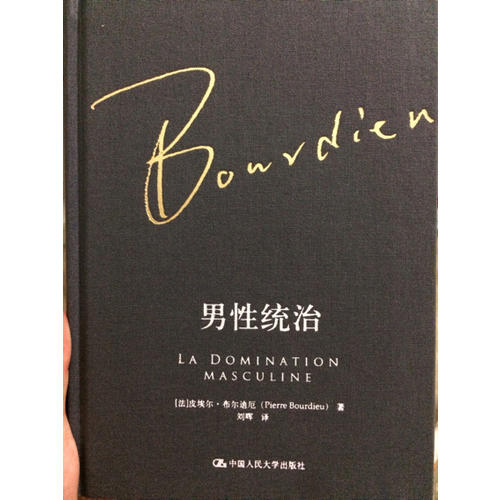 Bourdieu
男性统治
LA DOMINATION
MASCULINE
[法]皮埃尔·布尔迪厄（Pierre Bourdieu） 著
刘晖 译
中国人民大学出版社